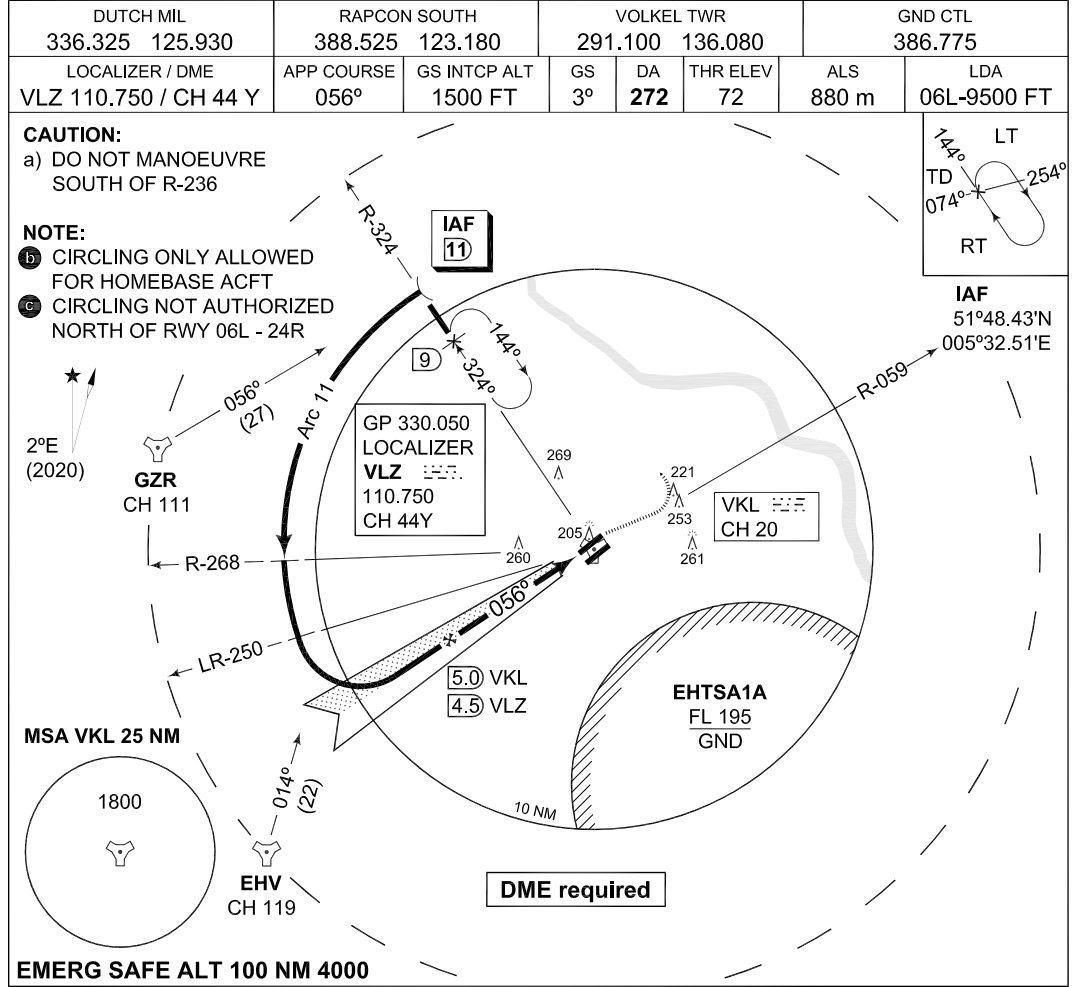 DUTCH MIL
336.325 125.930
RAPCON SOUTH
388.525 123.180
VOLKEL TWR
291.100 136.080
GND CTL
386.775
LOCALIZER / DME
VLZ 110.750 / CH 44 Y
APP COURSE
056º
GS INTCP ALT
1500 FT
GS
3º
DA
272
THR ELEV
72
ALS
880 m
LDA
06L-9500 FT
CAUTION:
a) DO NOT MANOEUVRE
SOUTH OF R-236
NOTE:
b CIRCLING ONLY ALLOWED
FOR HOMEBASE ACFT
c CIRCLING NOT AUTHORIZED
NORTH OF RWY 06L - 24R
R-324
IAF
11
144º
LT
TD
254º
074º
RT
IAF
51º48.43'N
005º32.51'E
9
144º
324º
R-059
2ºE
(2020)
056º
(27)
Arc 11
GZR
CH 111
GP 330.050
LOCALIZER
VLZ
110.750
CH 44Y
269
221
253
205
260
261
VKL
CH 20
R-268
LR-250
056º
5.0 VKL
4.5 VLZ
EHTSA1A
FL 195
GND
MSA VKL 25 NM
1800
014º
(22)
10 NM
EHV
CH 119
DME required
EMERG SAFE ALT 100 NM 4000